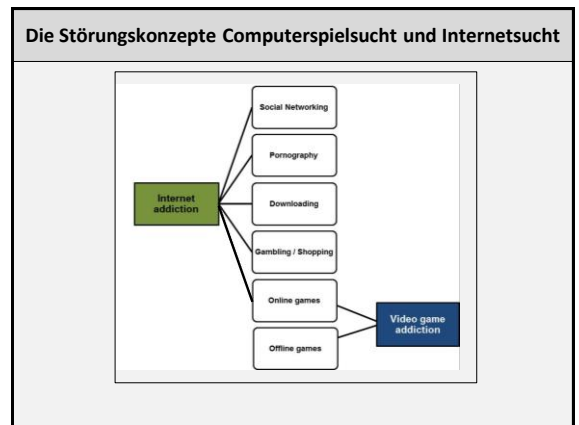 Die Störungskonzepte Computerspielsucht und Internetsucht
Social Networking
Pornography
Internet
addiction
Downloading
Gambling / Shopping
Online games
Video game
addiction
Offline games